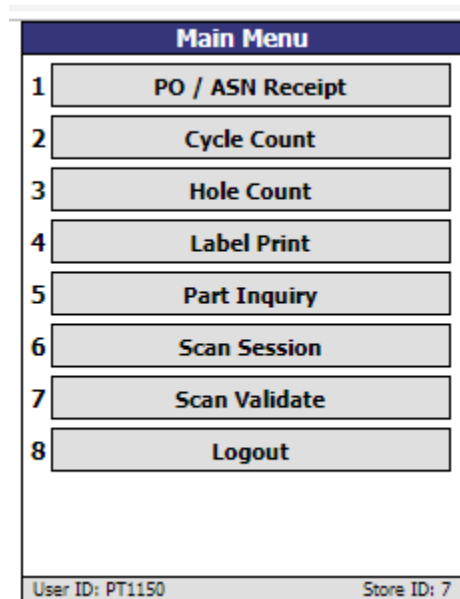 Main Menu
1 PO / ASN Receipt
2 Cycle Count
3 Hole Count
4 Label Print
5 Part Inquiry
6 Scan Session
7 Scan Validate
8 Logout
User ID: PT1150 Store ID: 7